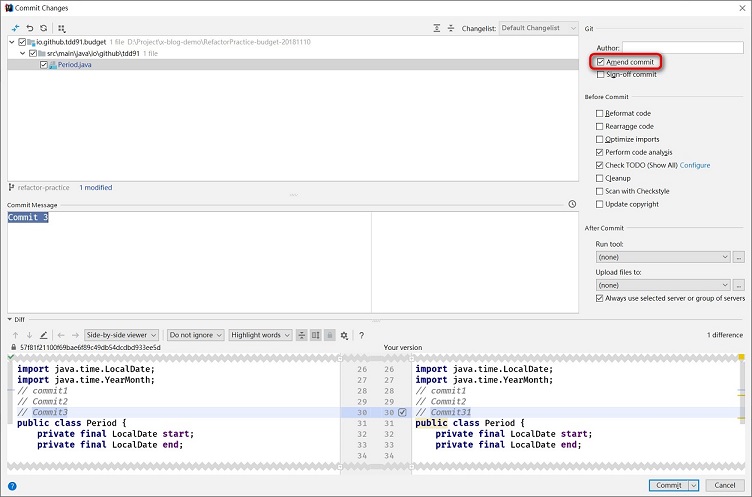 Commit Changes
Changelist: Default Changelist
io.github.tdd91.budget 1 file D:\Project\x-blog-demo\RefactorPractice-budget-20181110
src\main\java\io\github\tdd91 1 file
Period.java
refactor-practice 1 modified
Commit Message
Commit 3
Git
Author:
Amend commit
Sign-off commit
Before Commit
Reformat code
Rearrange code
Optimize imports
Perform code analysis
Check TODO (Show All) Configure
Cleanup
Scan with Checkstyle
Update copyright
After Commit
Run tool:
(none)
...
Upload files to:
(none)
...
Always use selected server or group of servers
Diff
Side-by-side viewer Do not ignore Highlight words ? 1 difference
57f81f21100f69bae6f89c49db54dcdbd933ee5d Your version
import java.time.LocalDate; 26 26 import java.time.LocalDate;
import java.time.YearMonth; 27 27 import java.time.YearMonth;
// commit1 28 28 // commit1
// Commit2 29 29 // Commit2
// Commit3 30 30 // Commit31
public class Period { 31 31 public class Period {
private final LocalDate start; 32 32 private final LocalDate start;
private final LocalDate end; 33 33 private final LocalDate end;
34 34
? Commit Cancel